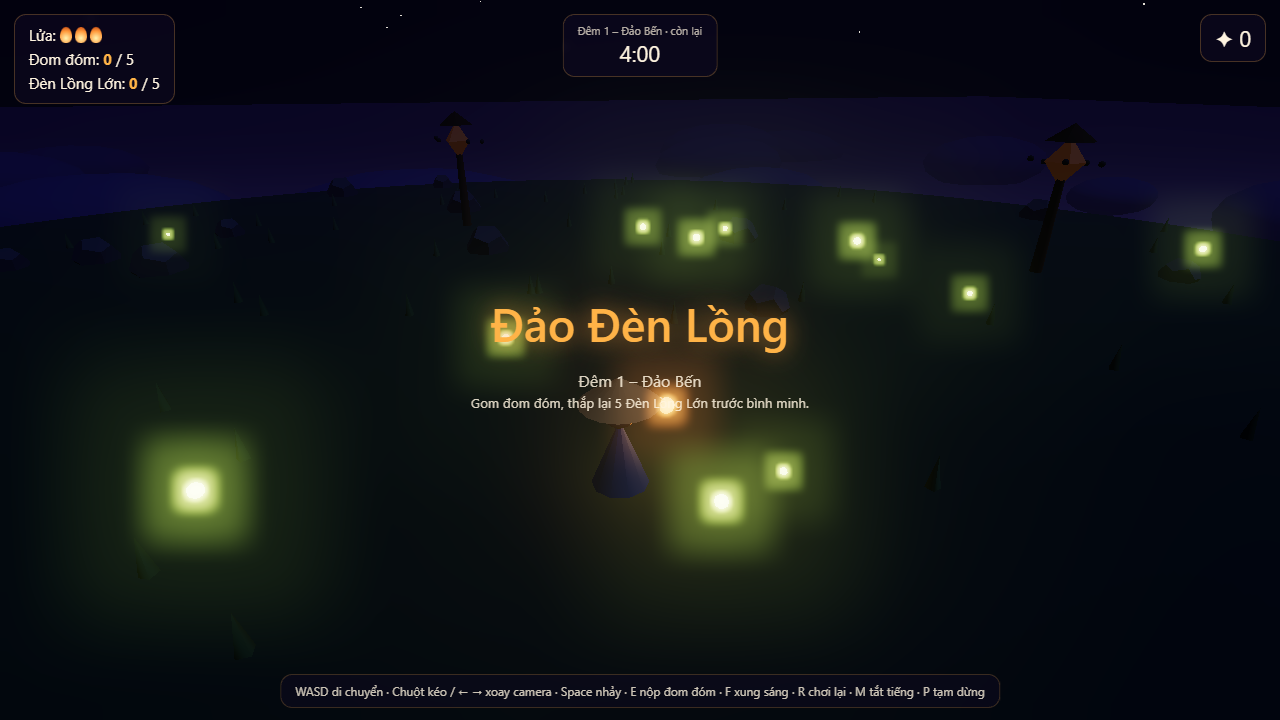 Lửa:
Đom đóm: 0 / 5
Đèn Lồng Lớn: 0 / 5
Đêm 1 – Đảo Bến · còn lại
4:00
✦ 0
Đảo Đèn Lồng
Đêm 1 – Đảo Bến
Gom đom đóm, thắp lại 5 Đèn Lồng Lớn trước bình minh.
WASD di chuyển · Chuột kéo / ← → xoay camera · Space nhảy · E nộp đom đóm · F xung sáng · R chơi lại · M tắt tiếng · P tạm dừng